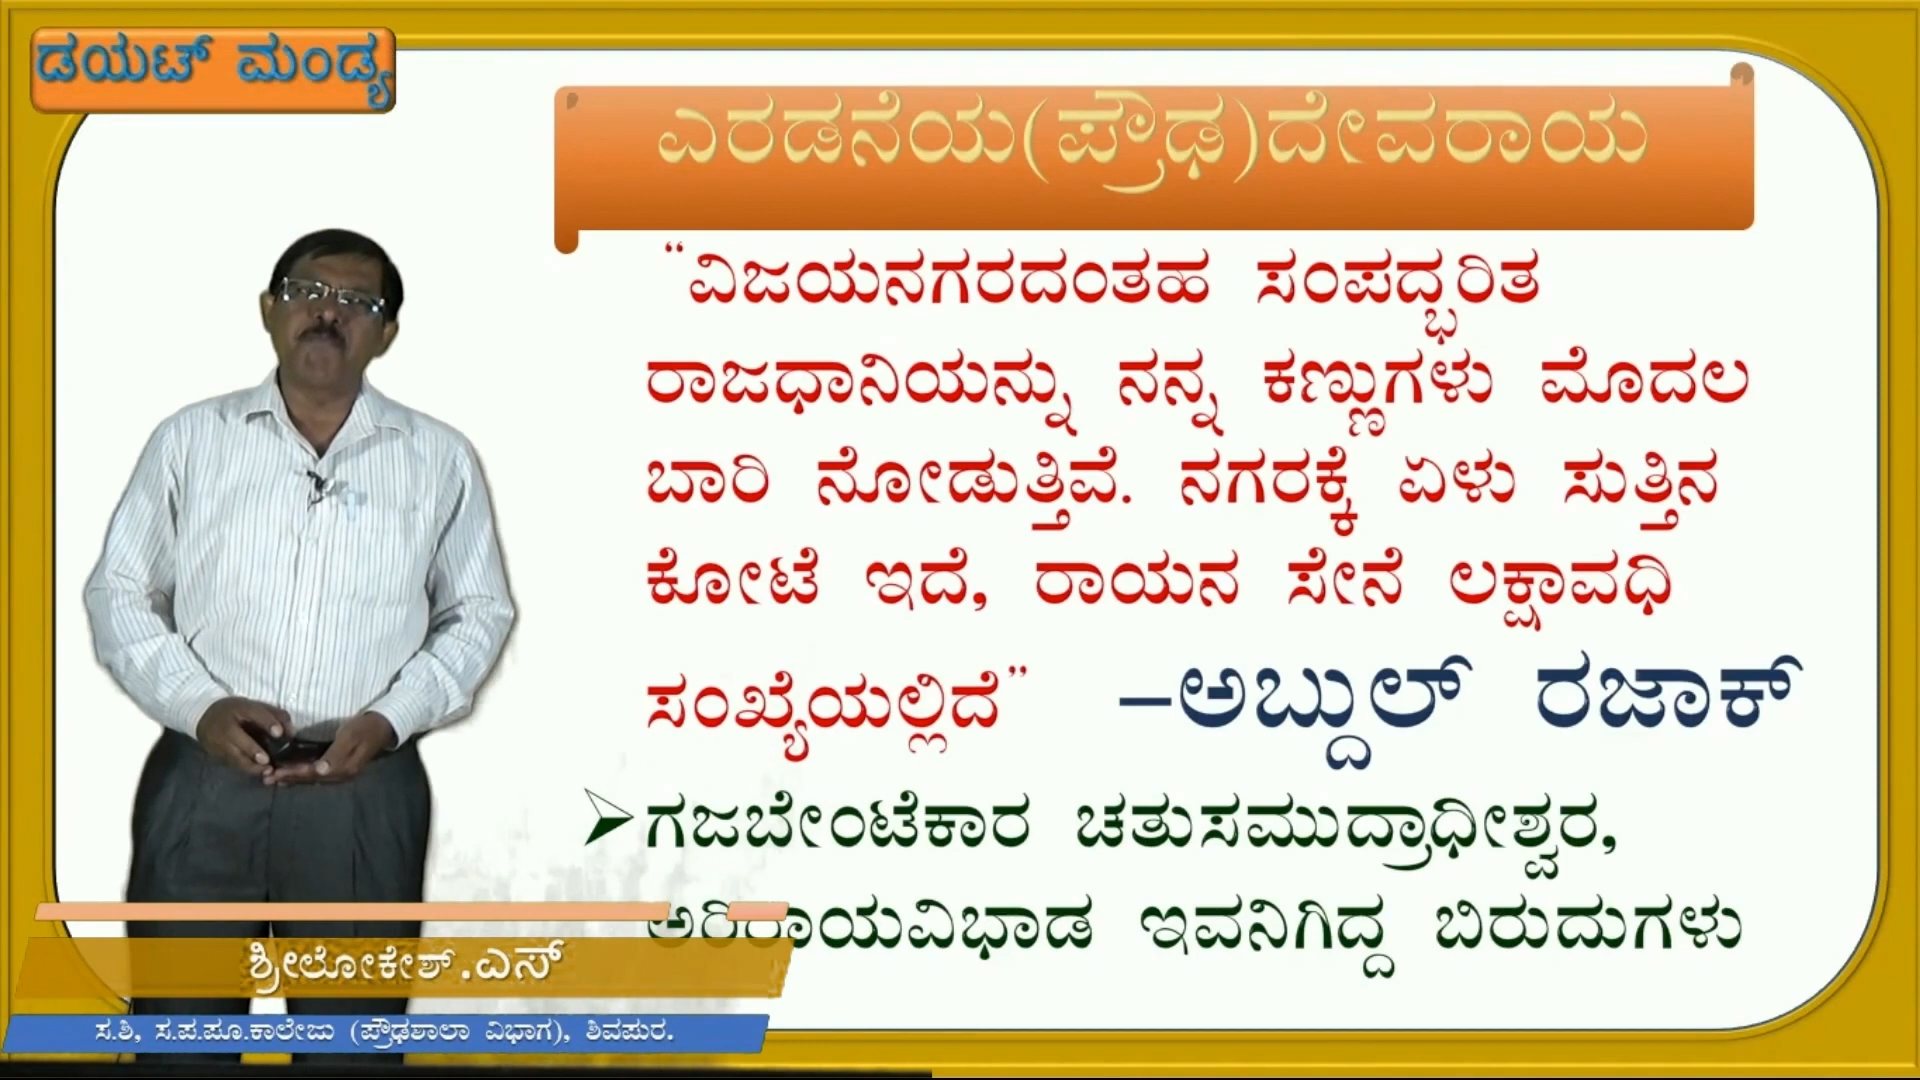 ಡಯಟ್ ಮಂಡ್ಯ
ಎರಡನೆಯ(ಪ್ರೌಢ)ದೇವರಾಯ
“ವಿಜಯನಗರದಂತಹ ಸಂಪದ್ಭರಿತ
ರಾಜಧಾನಿಯನ್ನು ನನ್ನ ಕಣ್ಣುಗಳು ಮೊದಲ
ಬಾರಿ ನೋಡುತ್ತಿವೆ. ನಗರಕ್ಕೆ ಏಳು ಸುತ್ತಿನ
ಕೋಟೆ ಇದೆ, ರಾಯನ ಸೇನೆ ಲಕ್ಷಾವಧಿ
ಸಂಖ್ಯೆಯಲ್ಲಿದೆ” –ಅಬ್ದುಲ್ ರಜಾಕ್
➢ಗಜಬೇಂಟೆಕಾರ ಚತುಸಮುದ್ರಾಧೀಶ್ವರ,
ಅರಿರಾಯವಿಭಾಡ ಇವನಿಗಿದ್ದ ಬಿರುದುಗಳು
ಶ್ರೀಲೋಕೇಶ್.ಎಸ್
ಸ.ಶಿ, ಸ.ಪ.ಪೂ.ಕಾಲೇಜು (ಪ್ರೌಢಶಾಲಾ ವಿಭಾಗ), ಶಿವಪುರ.